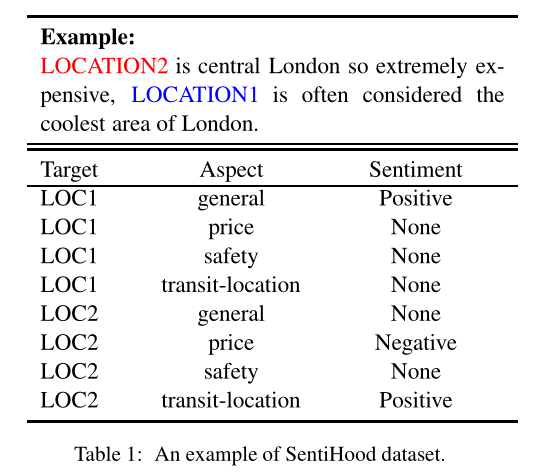 Example:
LOCATION2 is central London so extremely ex-
pensive, LOCATION1 is often considered the
coolest area of London.
Target Aspect Sentiment
LOC1 general Positive
LOC1 price None
LOC1 safety None
LOC1 transit-location None
LOC2 general None
LOC2 price Negative
LOC2 safety None
LOC2 transit-location Positive
Table 1: An example of SentiHood dataset.